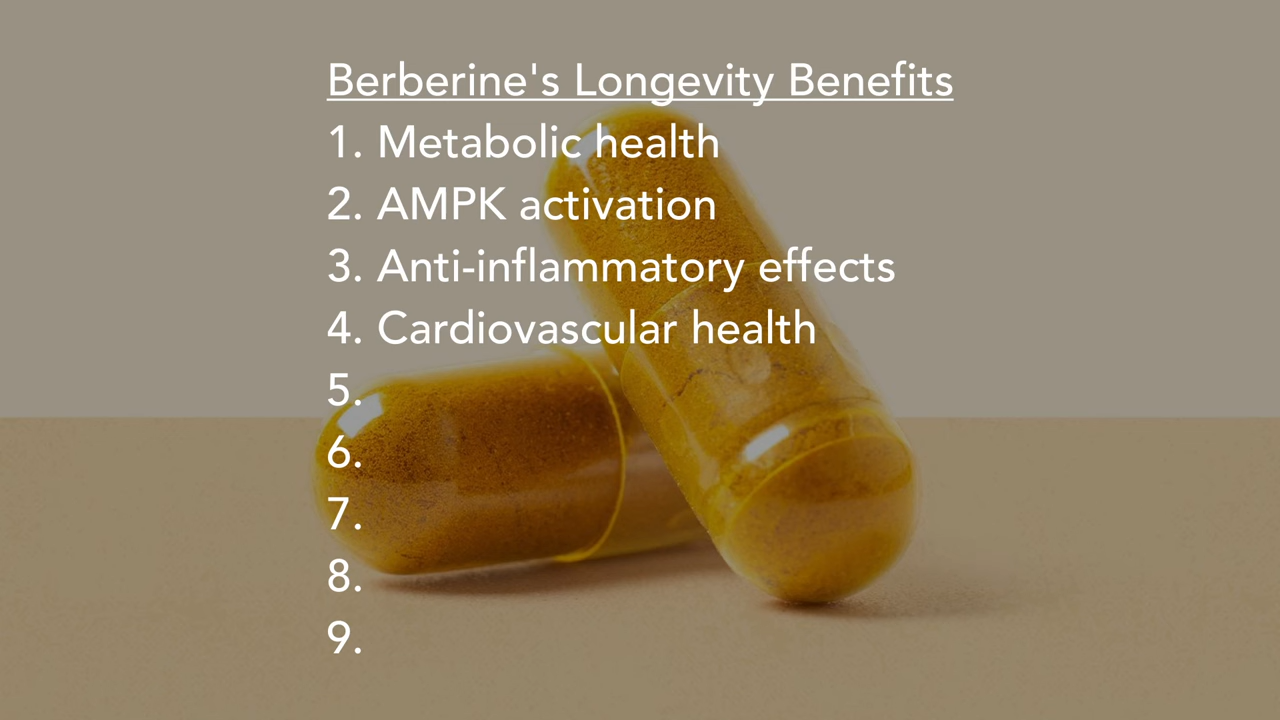 Berberine's Longevity Benefits
1. Metabolic health
2. AMPK activation
3. Anti-inflammatory effects
4. Cardiovascular health
5.
6.
7.
8.
9.